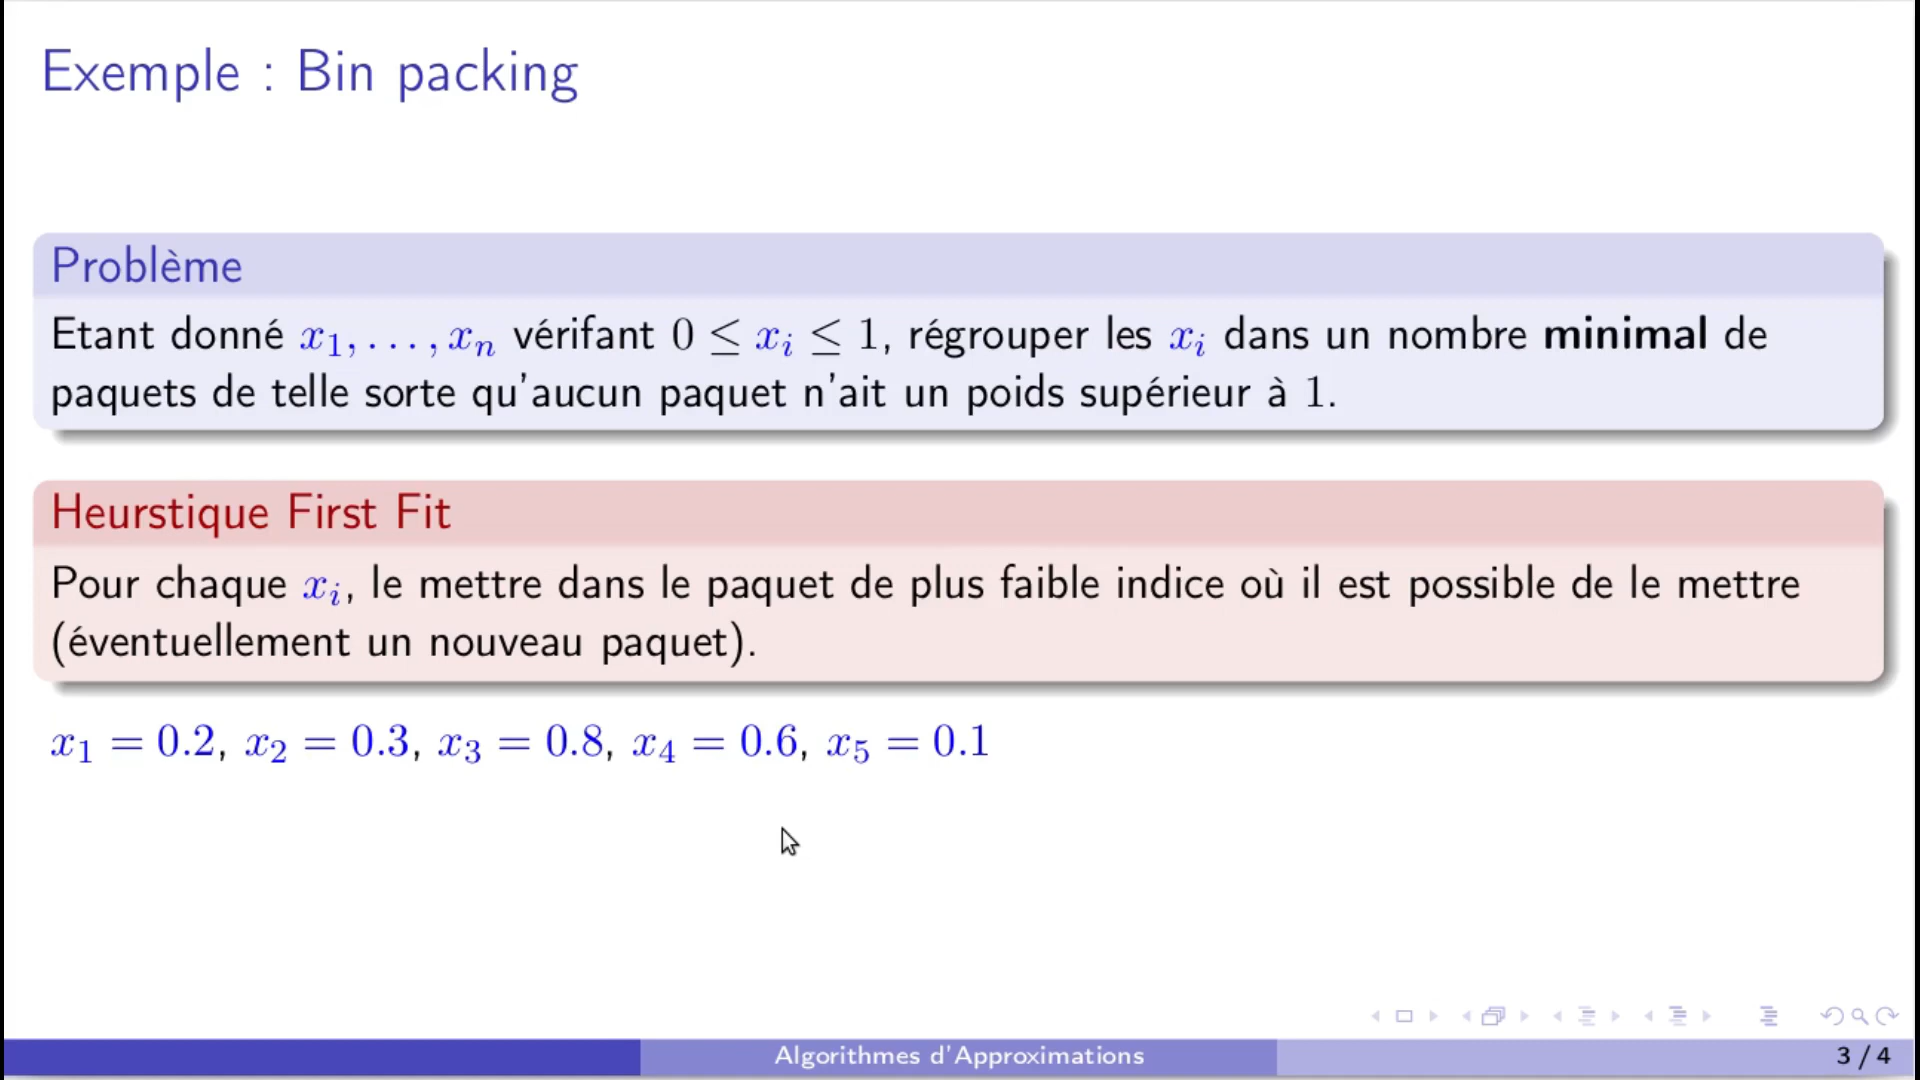 Exemple : Bin packing
Problème
Etant donné x₁, . . . , xₙ vérifant 0 ≤ xᵢ ≤ 1, régrouper les xᵢ dans un nombre minimal de
paquets de telle sorte qu'aucun paquet n'ait un poids supérieur à 1.
Heurstique First Fit
Pour chaque xᵢ, le mettre dans le paquet de plus faible indice où il est possible de le mettre
(éventuellement un nouveau paquet).
x₁ = 0.2, x₂ = 0.3, x₃ = 0.8, x₄ = 0.6, x₅ = 0.1
Algorithmes d'Approximations
3 / 4